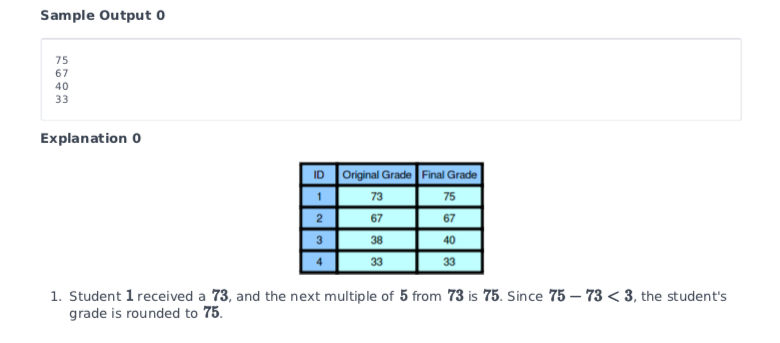 Sample Output 0
75
67
40
33
Explanation 0
ID Original Grade Final Grade
1 73 75
2 67 67
3 38 40
4 33 33
1. Student 1 received a 73, and the next multiple of 5 from 73 is 75. Since 75 − 73 < 3, the student's
grade is rounded to 75.